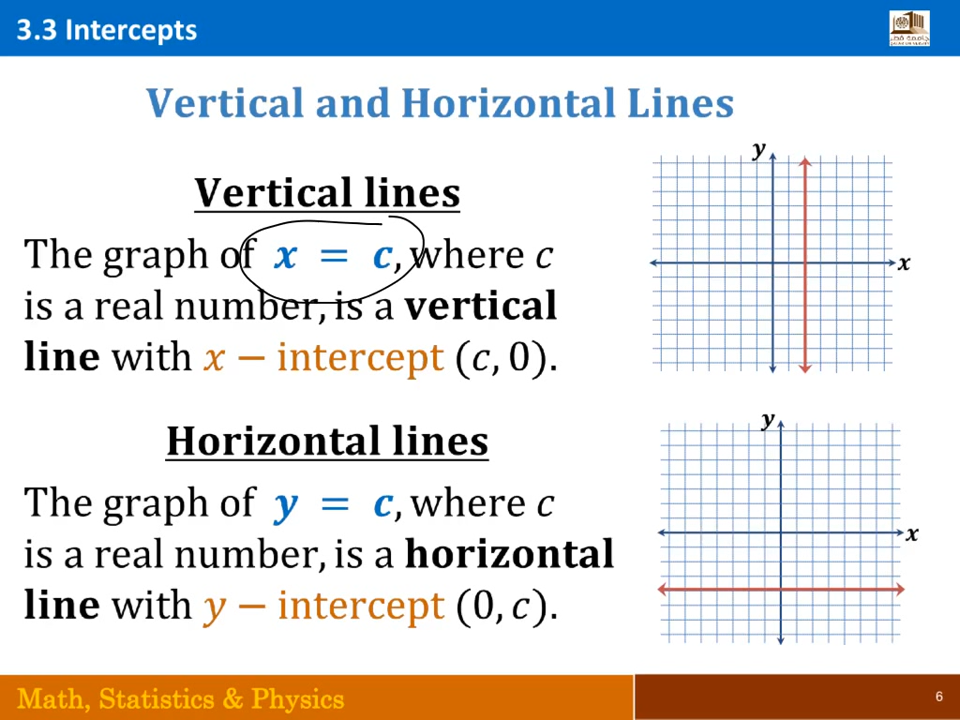 3.3 Intercepts
Vertical and Horizontal Lines
Vertical lines
The graph of x = c, where c
is a real number, is a vertical
line with x − intercept (c, 0).
y
x
Horizontal lines
The graph of y = c, where c
is a real number, is a horizontal
line with y − intercept (0, c).
y
x
Math, Statistics & Physics
6